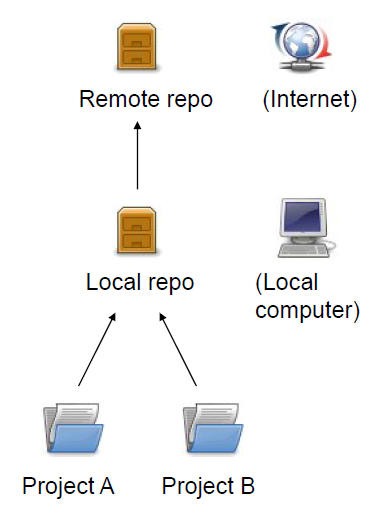 Remote repo (Internet)
Local repo (Local
computer)
Project A Project B